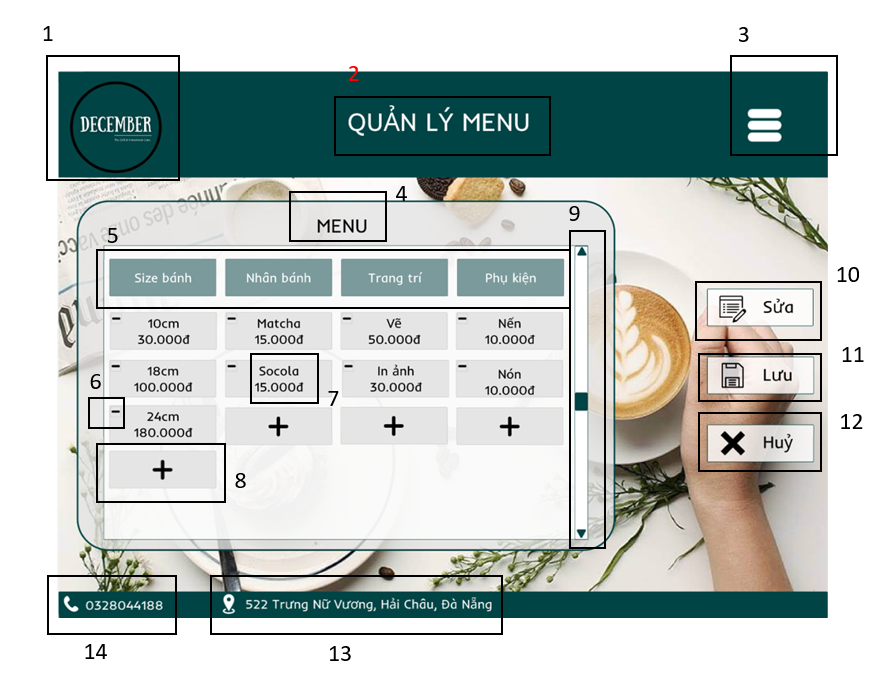 1
3
2
DECEMBER
QUẢN LÝ MENU
4
9
5
MENU
Size bánh
Nhân bánh
Trang trí
Phụ kiện
10
Sửa
- 10cm
30.000đ
- Matcha
15.000đ
- Vẽ
50.000đ
- Nến
10.000đ
11
6
- 18cm
100.000đ
- Socola
15.000đ
7
- In ảnh
30.000đ
- Nón
10.000đ
Lưu
- 24cm
180.000đ
+
+
+
12
Huỷ
+
8
0328044188
522 Trưng Nữ Vương, Hải Châu, Đà Nẵng
14
13